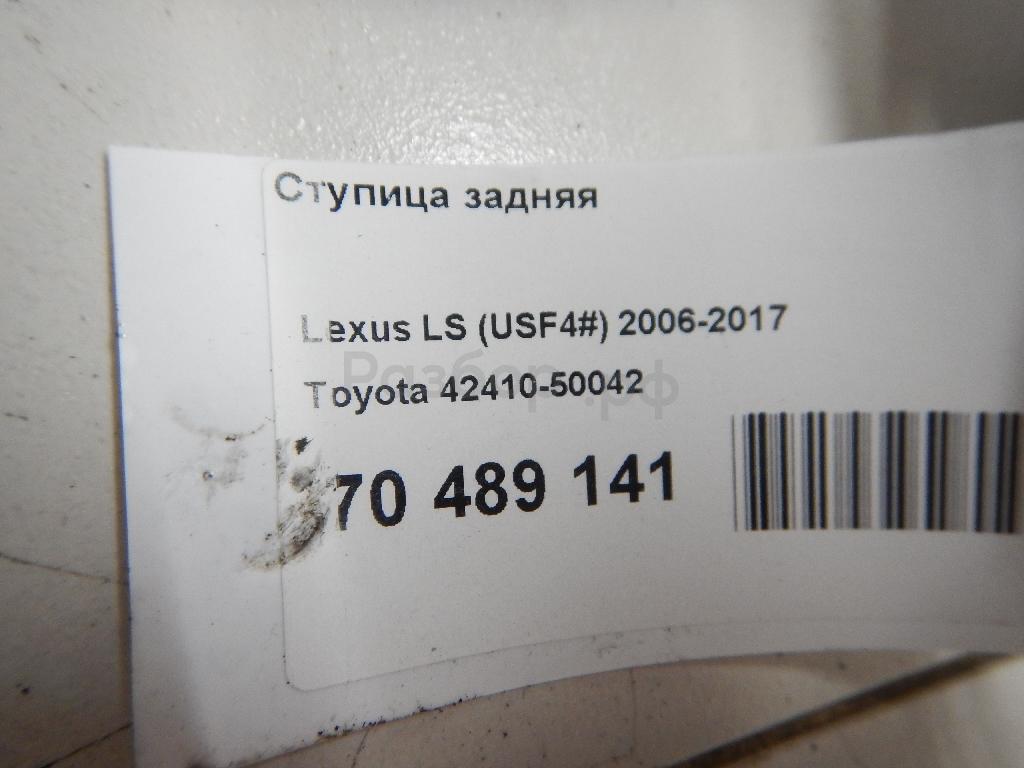 Ступица задняя
Lexus LS (USF4#) 2006-2017
Toyota 42410-50042
Разбор.рф
70 489 141